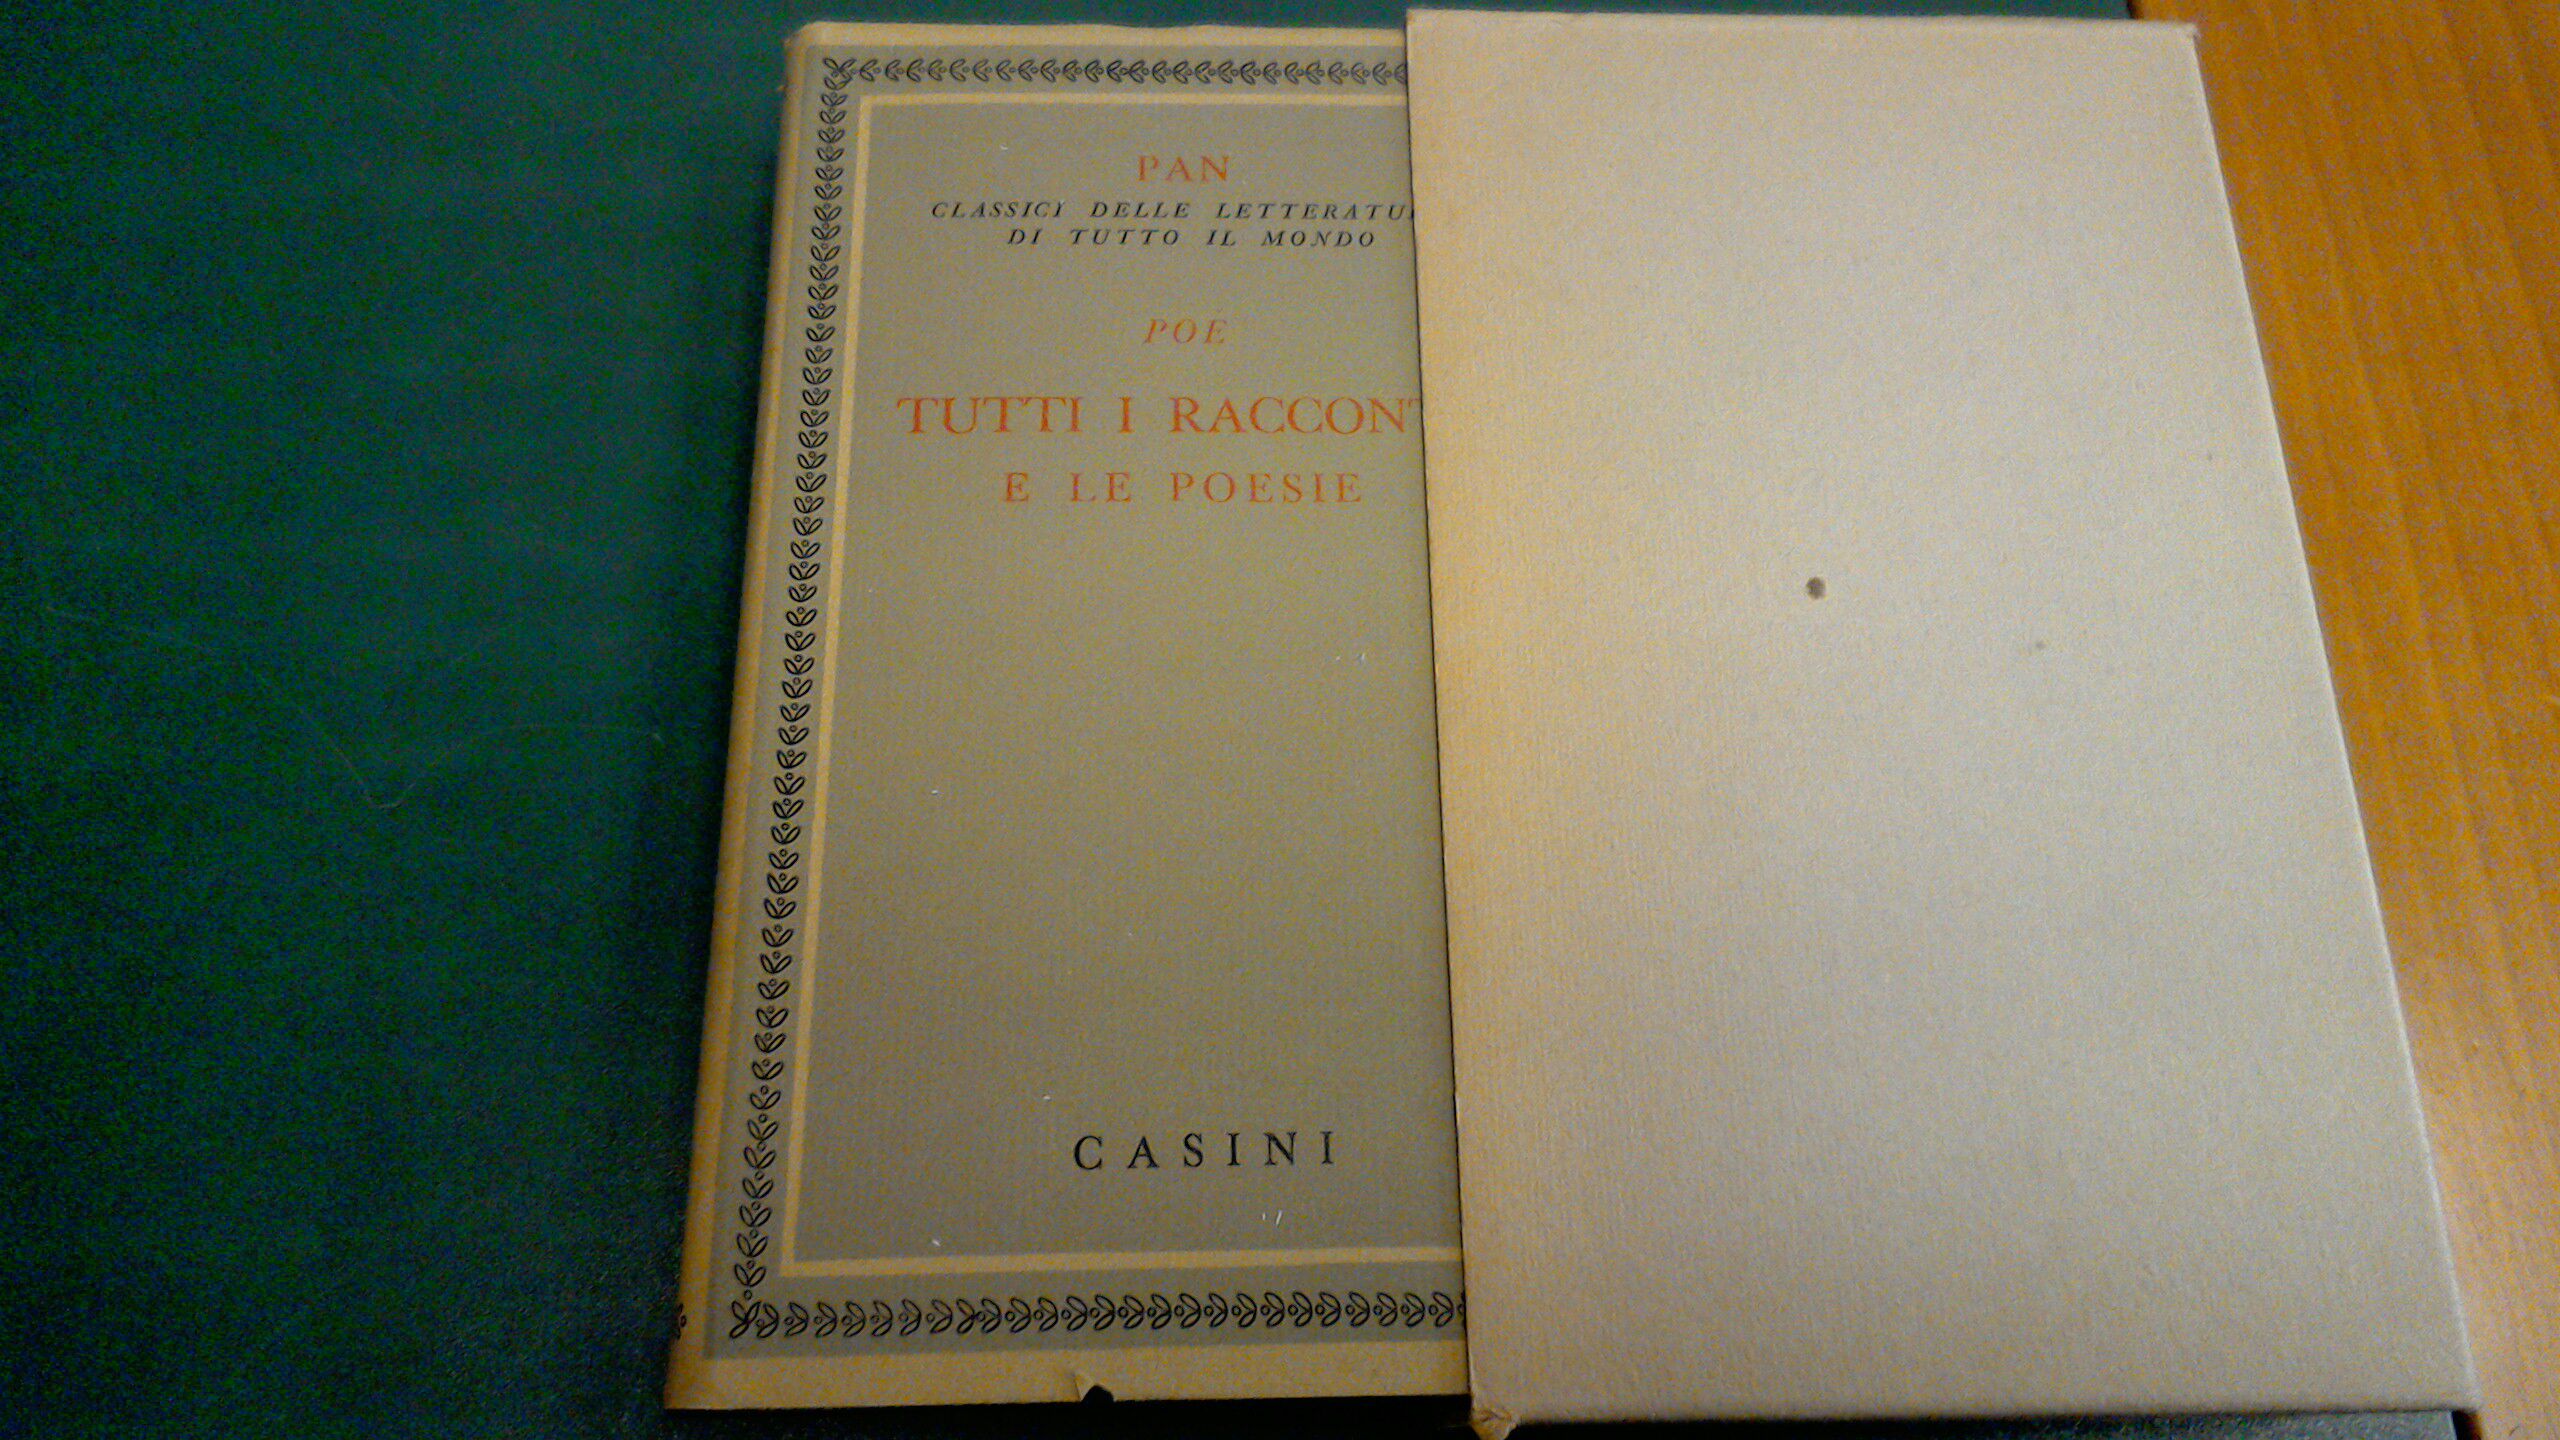 PAN
CLASSICI DELLE LETTERATU
DI TUTTO IL MONDO
POE
TUTTI I RACCONT
E LE POESIE
CASINI